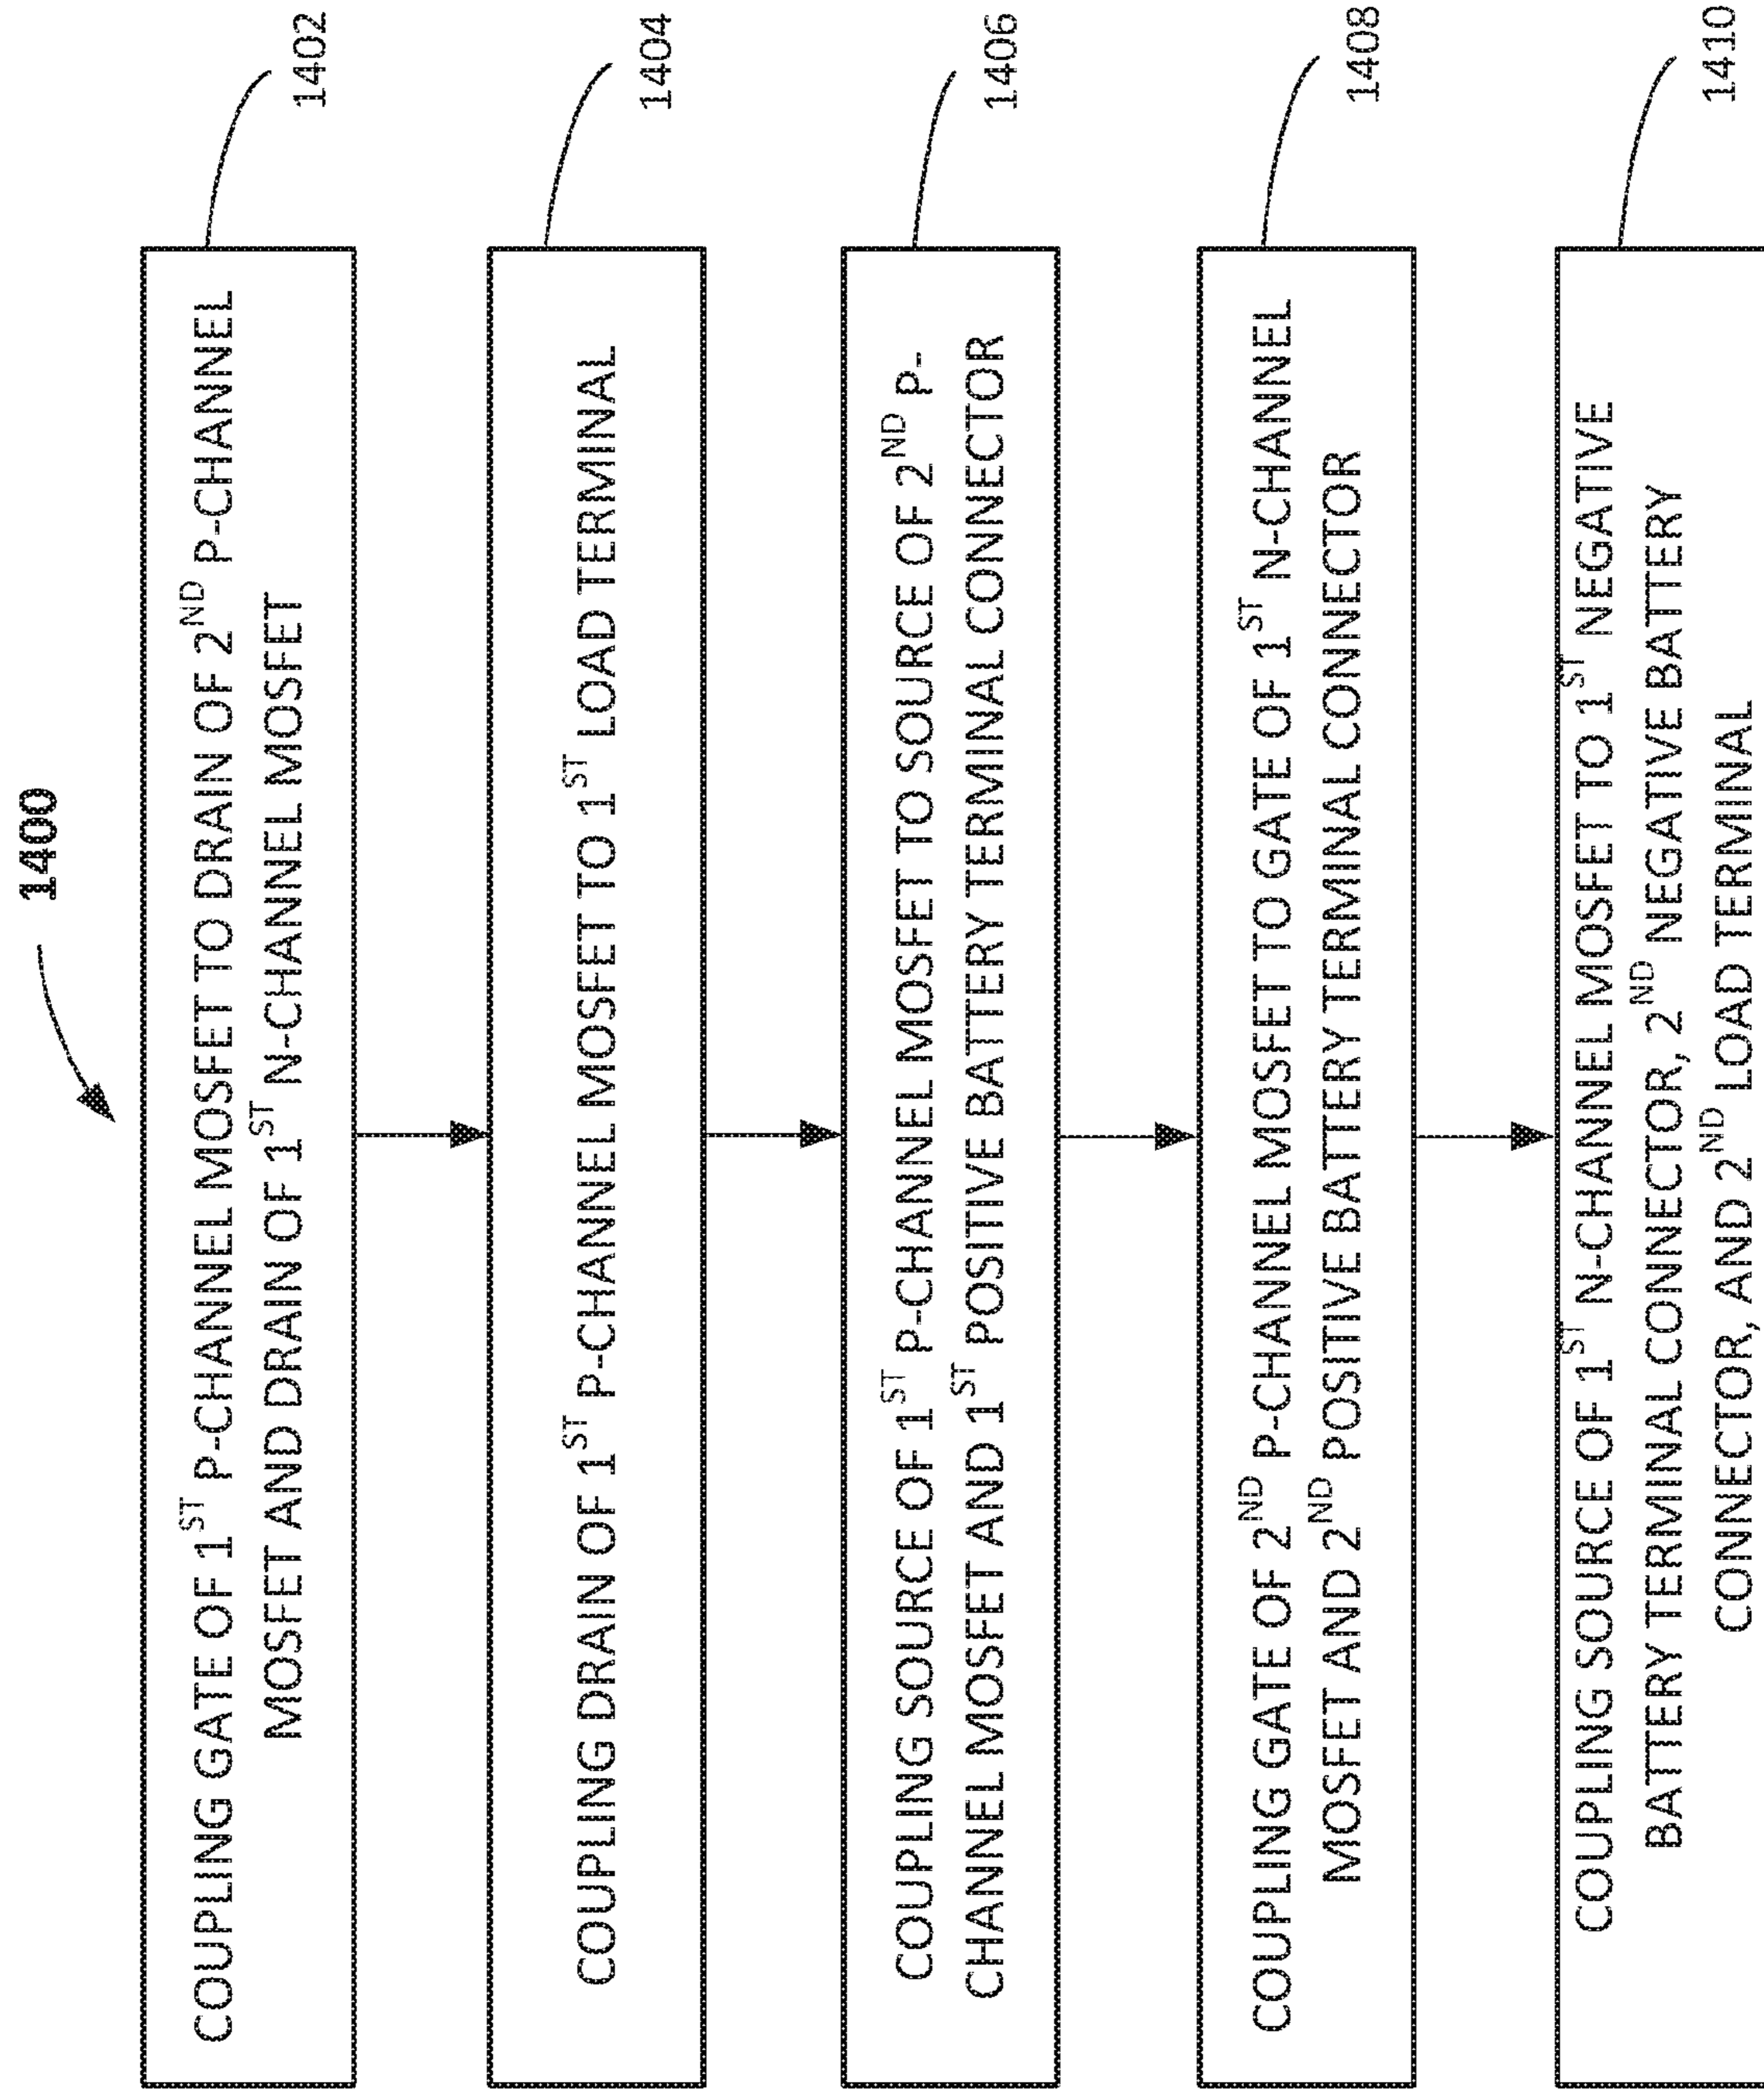 1400
COUPLING GATE OF 1ST P-CHANNEL MOSFET TO DRAIN OF 2ND P-CHANNEL
MOSFET AND DRAIN OF 1ST N-CHANNEL MOSFET
1402
COUPLING DRAIN OF 1ST P-CHANNEL MOSFET TO 1ST LOAD TERMINAL
1404
COUPLING SOURCE OF 1ST P-CHANNEL MOSFET TO SOURCE OF 2ND P-
CHANNEL MOSFET AND 1ST POSITIVE BATTERY TERMINAL CONNECTOR
1406
COUPLING GATE OF 2ND P-CHANNEL MOSFET TO GATE OF 1ST N-CHANNEL
MOSFET AND 2ND POSITIVE BATTERY TERMINAL CONNECTOR
1408
COUPLING SOURCE OF 1ST N-CHANNEL MOSFET TO 1ST NEGATIVE
BATTERY TERMINAL CONNECTOR, 2ND NEGATIVE BATTERY
CONNECTOR, AND 2ND LOAD TERMINAL
1410